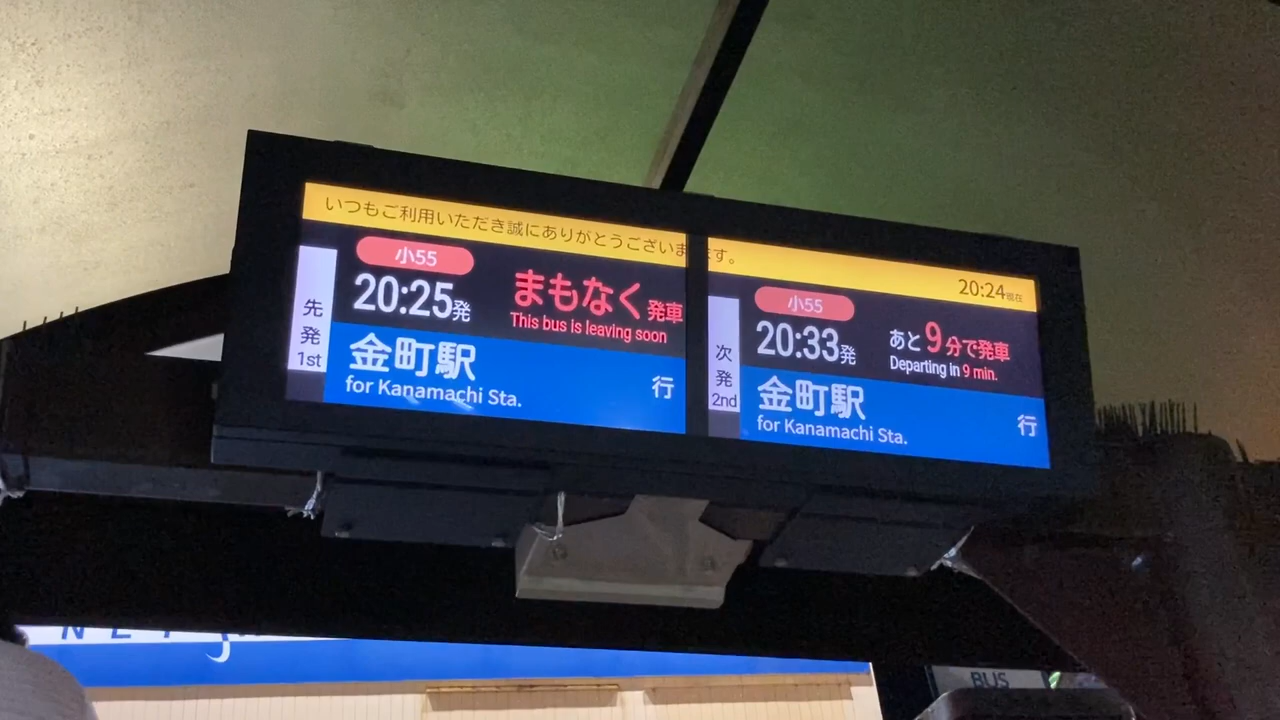 いつもご利用いただき誠にありがとうございます。
20:24現在
先発
1st
小55
20:25発
まもなく発車
This bus is leaving soon
金町駅
行
for Kanamachi Sta.
次発
2nd
小55
20:33発
あと9分で発車
Departing in 9 min.
金町駅
行
for Kanamachi Sta.
BUS